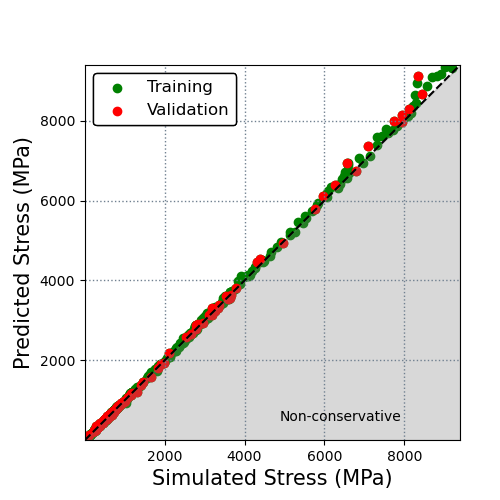 Training
Validation
8000
6000
4000
2000
Predicted Stress (MPa)
Non-conservative
2000 4000 6000 8000
Simulated Stress (MPa)